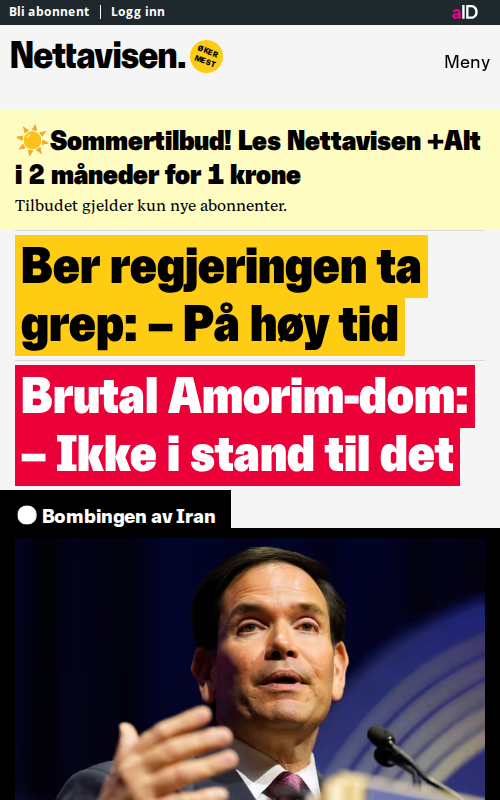 Bli abonnent | Logg inn
aID
Nettavisen.
ØKER
MEST
Meny
☀️Sommertilbud! Les Nettavisen +Alt
i 2 måneder for 1 krone
Tilbudet gjelder kun nye abonnenter.
Ber regjeringen ta
grep: – På høy tid
Brutal Amorim-dom:
– Ikke i stand til det
Bombingen av Iran